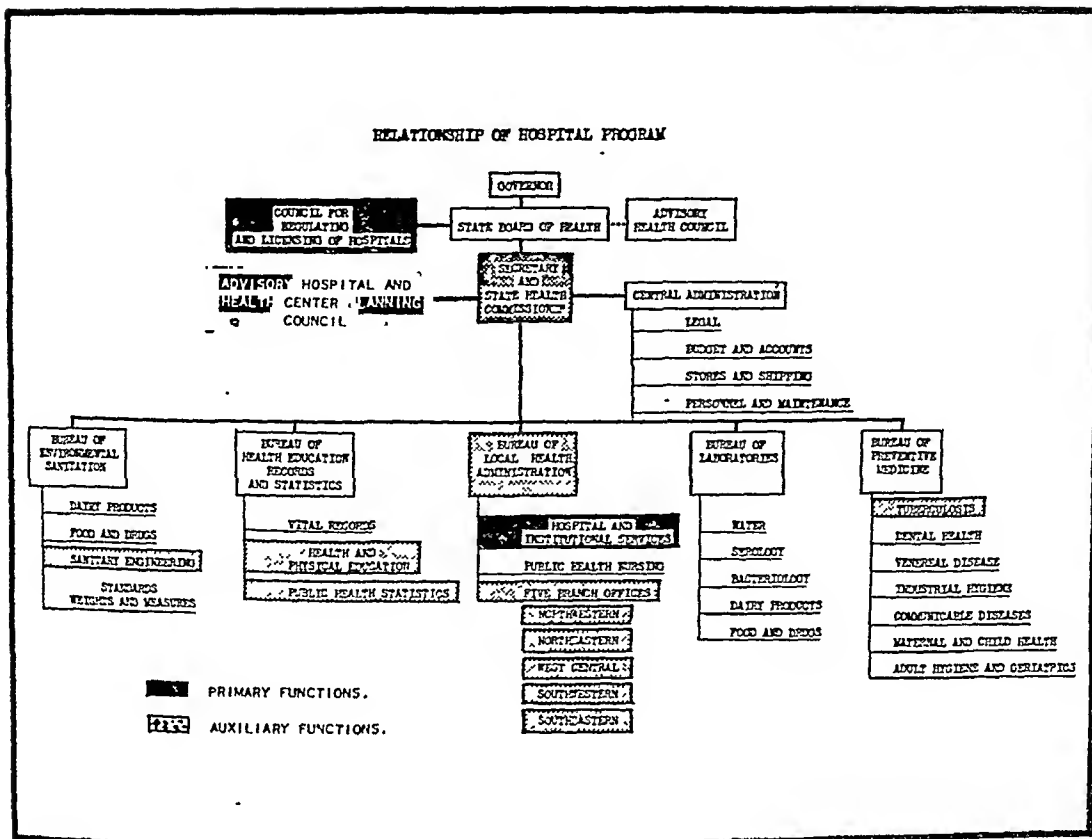 RELATIONSHIP OF HOSPITAL PROGRAM
GOVERNOR
COUNCIL FOR
REGULATING
AND LICENSING OF HOSPITALS
STATE BOARD OF HEALTH
ADVISORY
HEALTH COUNCIL
ADVISORY HOSPITAL AND
HEALTH CENTER PLANNING
COUNCIL
SECRETARY
AND
STATE HEALTH
COMMISSIONER
CENTRAL ADMINISTRATION
LEGAL
BUDGET AND ACCOUNTS
STORES AND SHIPPING
PERSONNEL AND MAINTENANCE
BUREAU OF
ENVIRONMENTAL
SANITATION
DAIRY PRODUCTS
FOOD AND DRUGS
SANITARY ENGINEERING
STANDARDS
WEIGHTS AND MEASURES
BUREAU OF
HEALTH EDUCATION
RECORDS
AND STATISTICS
VITAL RECORDS
HEALTH AND
PHYSICAL EDUCATION
PUBLIC HEALTH STATISTICS
BUREAU OF
LOCAL HEALTH
ADMINISTRATION
HOSPITAL AND
INSTITUTIONAL SERVICES
PUBLIC HEALTH NURSING
FIVE BRANCH OFFICES
NORTHWESTERN
NORTHEASTERN
WEST CENTRAL
SOUTHWESTERN
SOUTHEASTERN
BUREAU OF
LABORATORIES
WATER
SEROLOGY
BACTERIOLOGY
DAIRY PRODUCTS
FOOD AND DRUGS
BUREAU OF
PREVENTIVE
MEDICINE
TUBERCULOSIS
DENTAL HEALTH
VENEREAL DISEASE
INDUSTRIAL HYGIENE
COMMUNICABLE DISEASES
MATERNAL AND CHILD HEALTH
ADULT HYGIENE AND GERIATRICS
PRIMARY FUNCTIONS.
AUXILIARY FUNCTIONS.